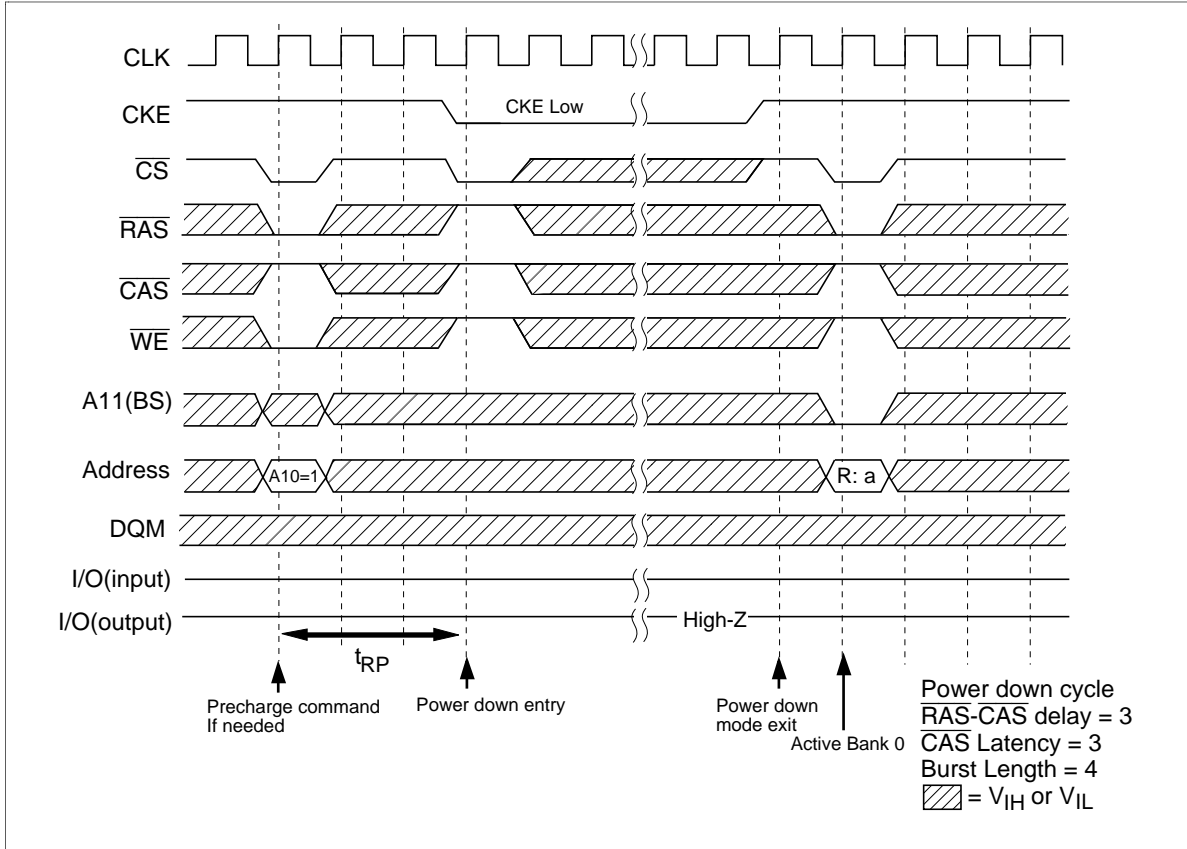 CLK
CKE
CKE Low
CS
RAS
CAS
WE
A11(BS)
Address
A10=1
R: a
DQM
I/O(input)
I/O(output)
High-Z
tRP
Precharge command
If needed
Power down entry
Power down
mode exit
Active Bank 0
Power down cycle
RAS-CAS delay = 3
CAS Latency = 3
Burst Length = 4
= VIH or VIL